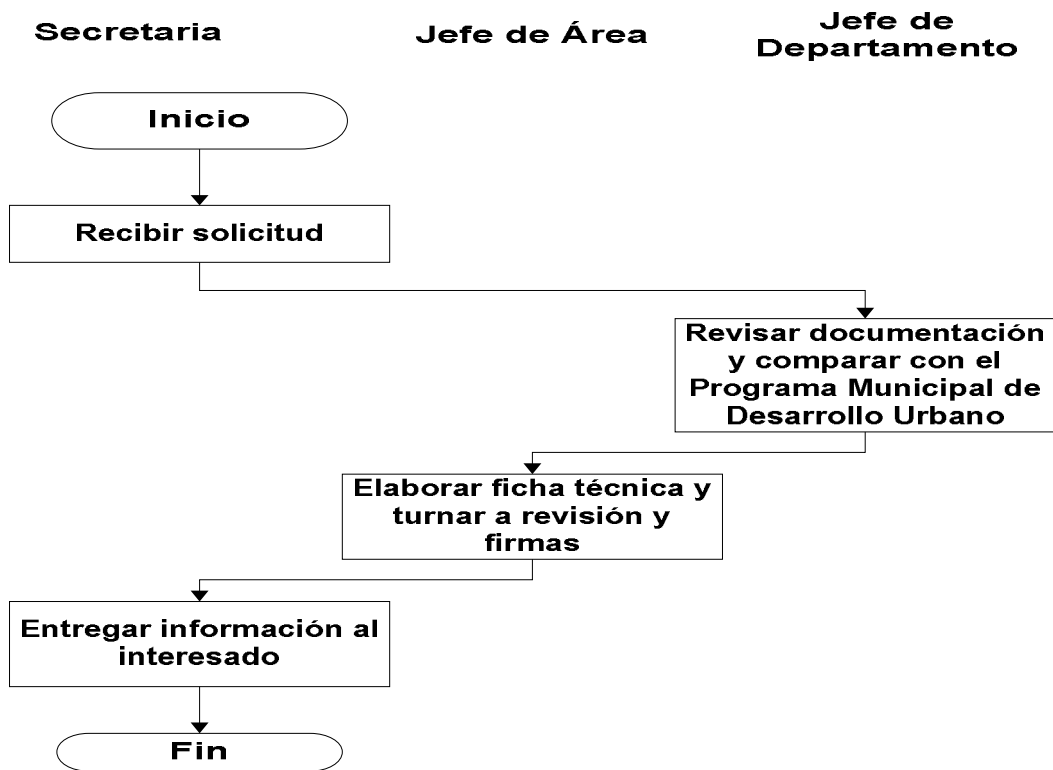 Secretaria
Jefe de Área
Jefe de
Departamento
Inicio
Recibir solicitud
Revisar documentación
y comparar con el
Programa Municipal de
Desarrollo Urbano
Elaborar ficha técnica y
turnar a revisión y
firmas
Entregar información al
interesado
Fin